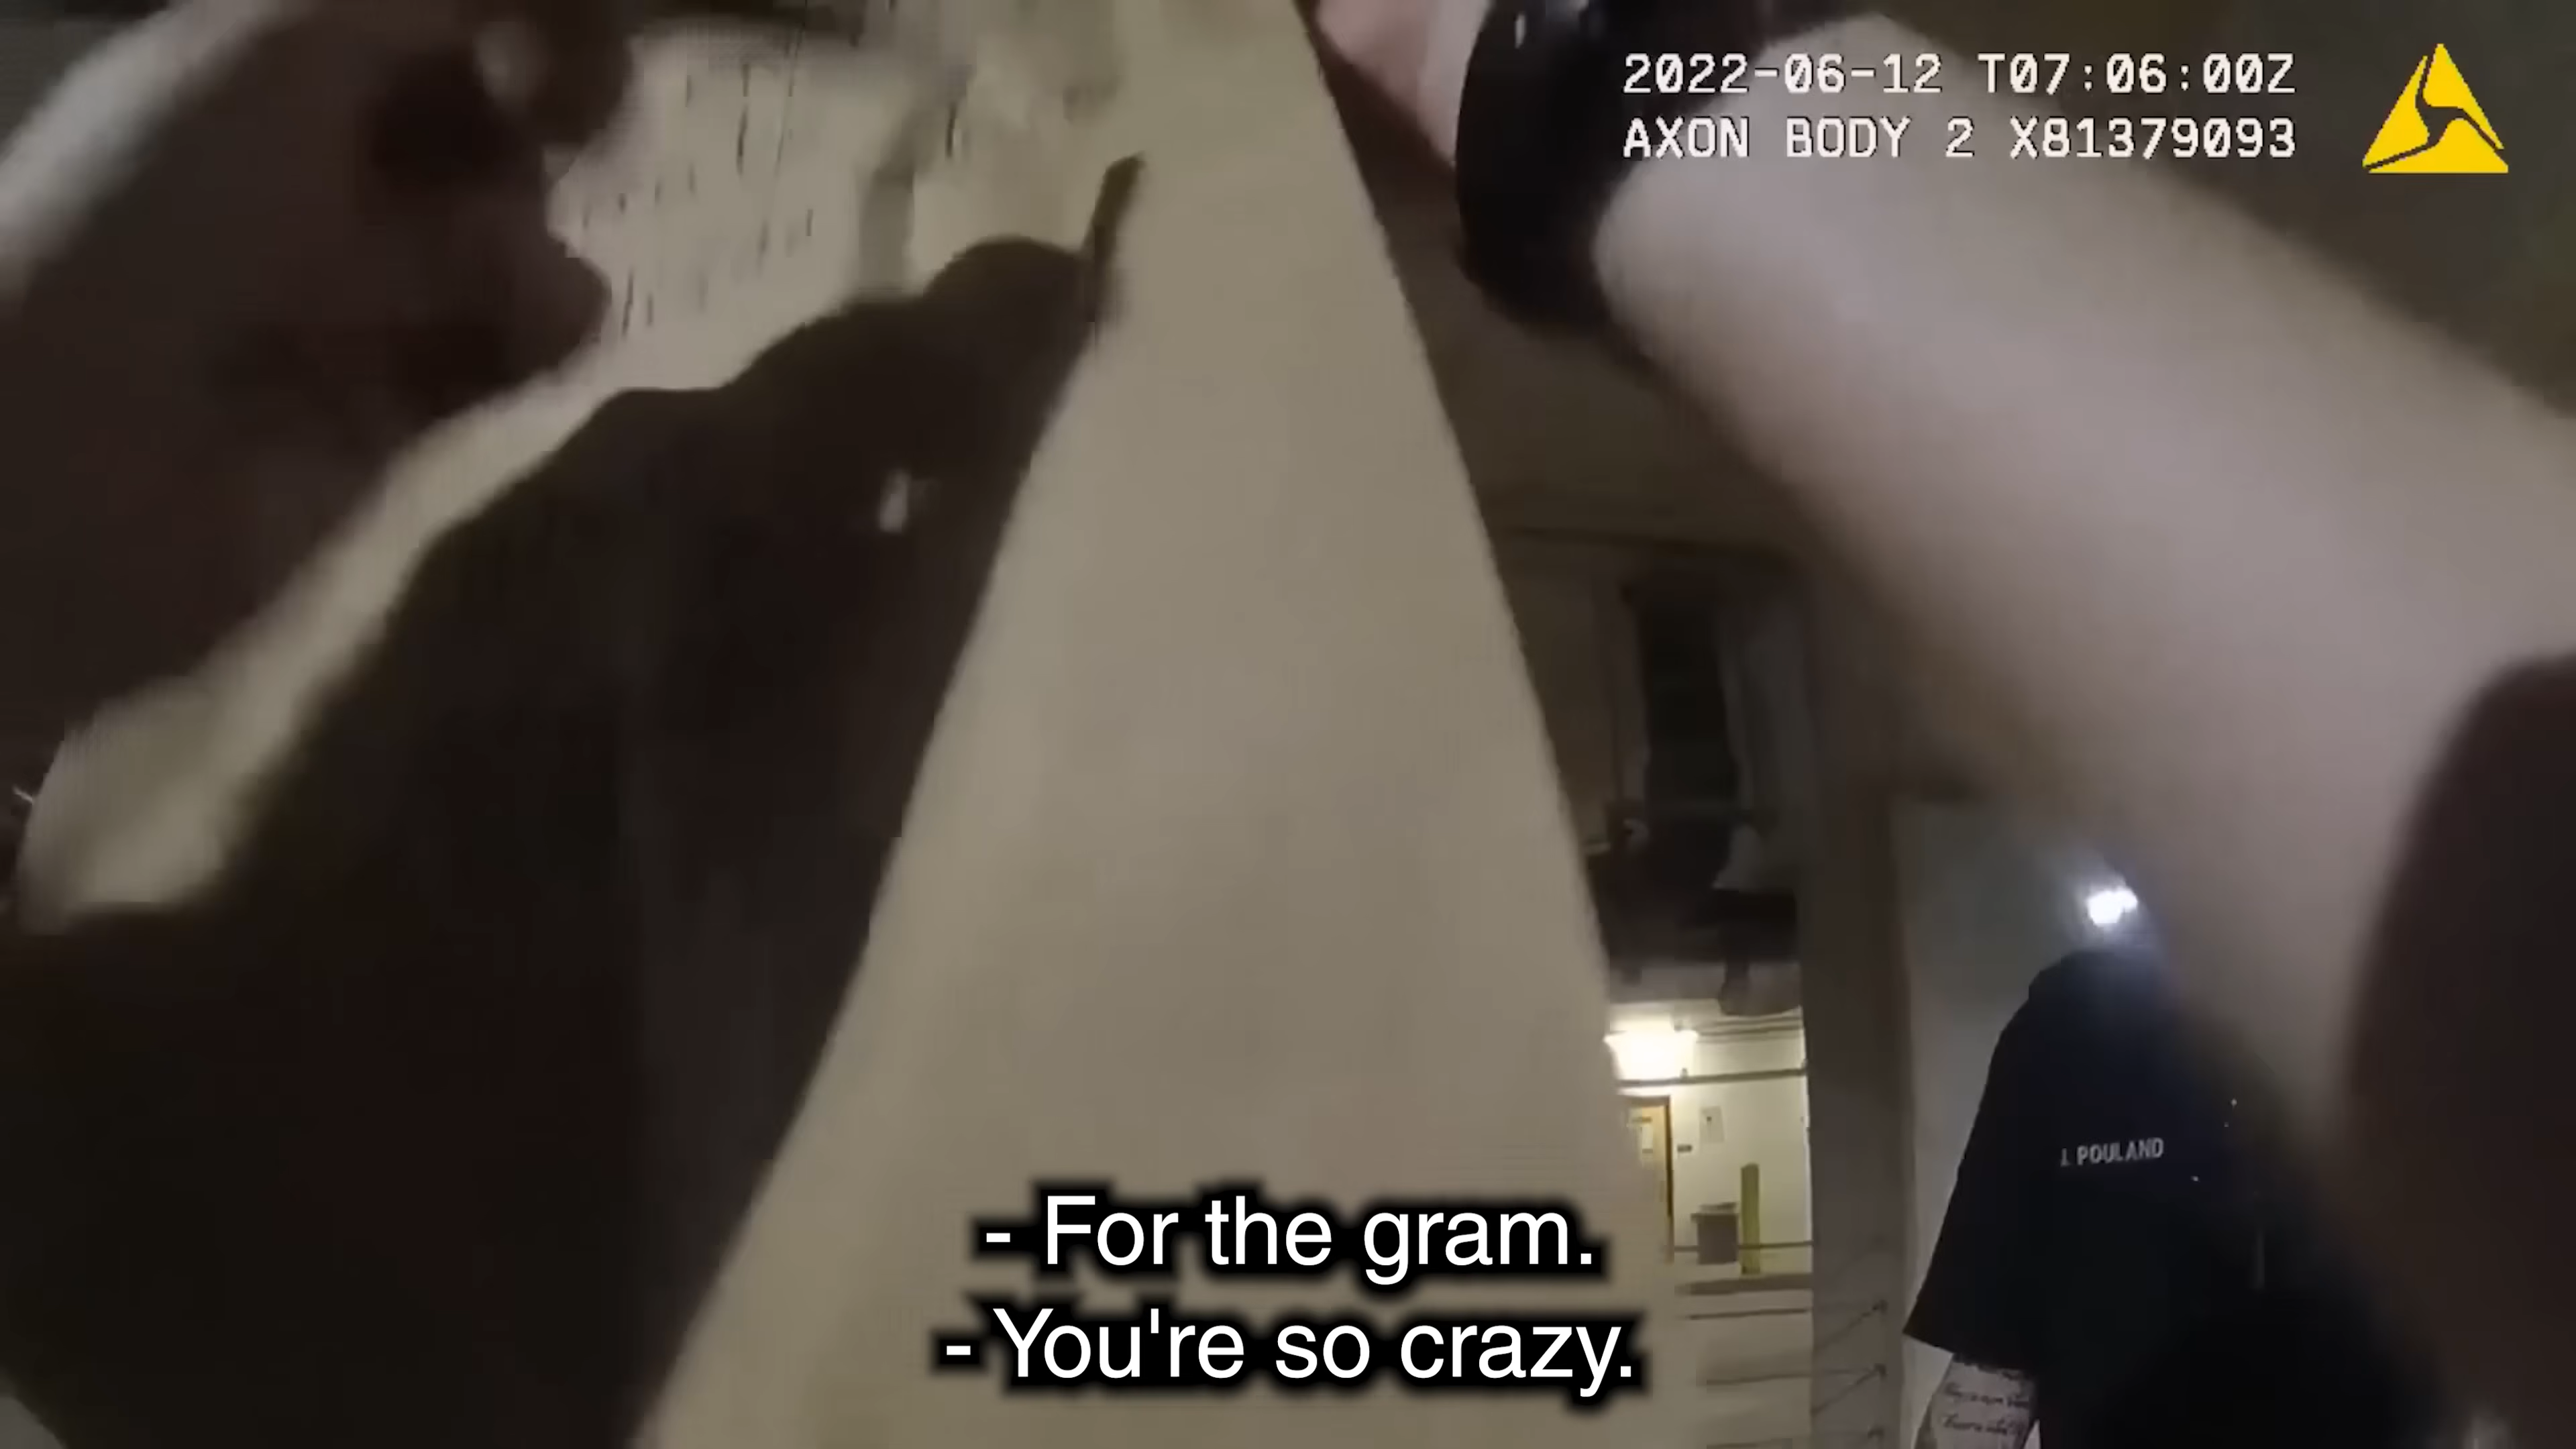 2022-06-12 T07:06:00Z
AXON BODY 2 X81379093
J. POULAND
- For the gram.
- You're so crazy.